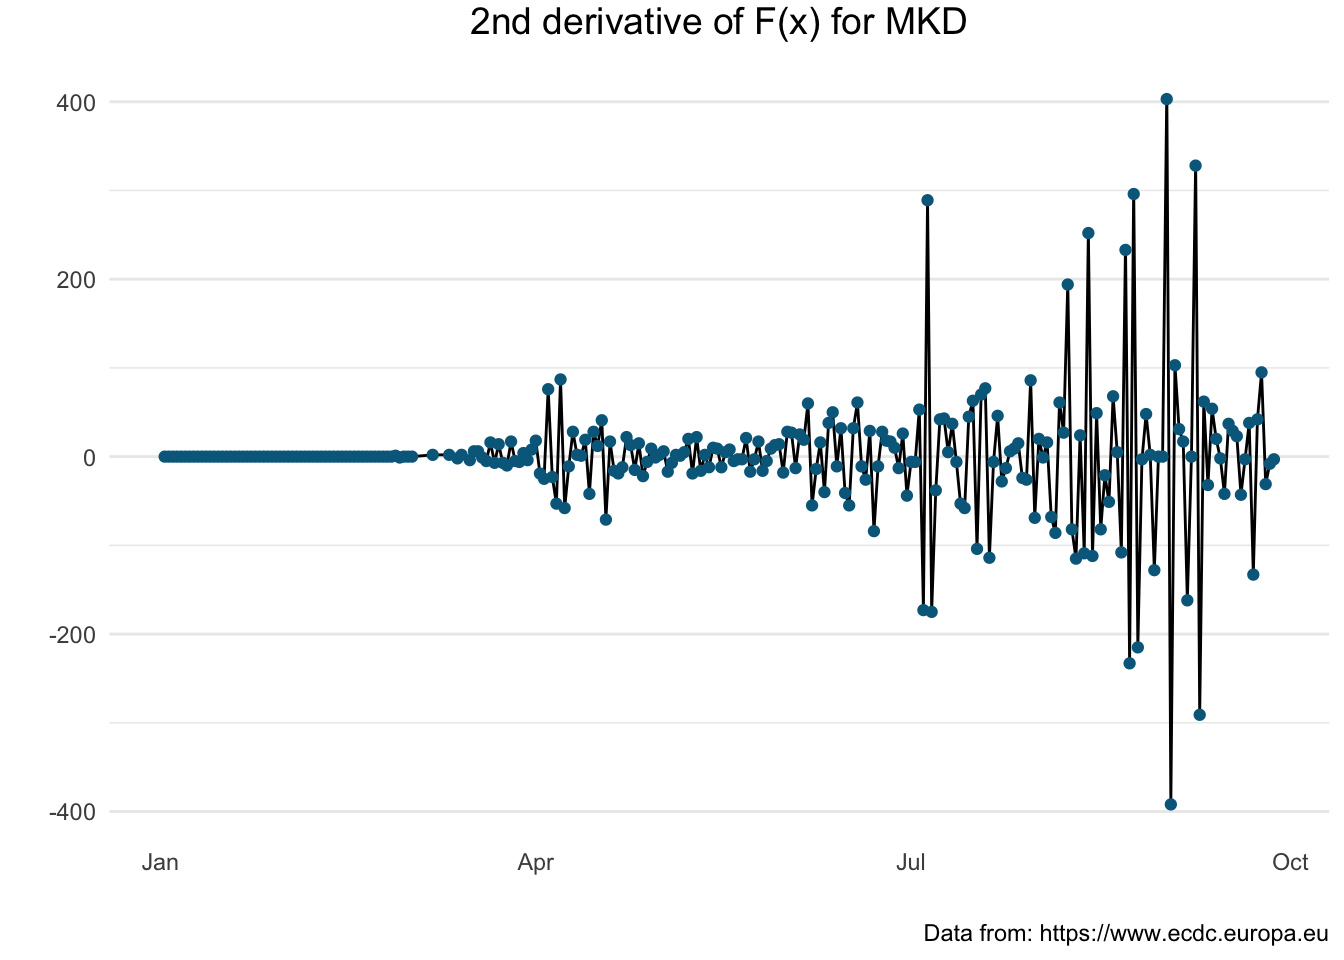 2nd derivative of F(x) for MKD
400
200
0
-200
-400
Jan Apr Jul Oct
Data from: https://www.ecdc.europa.eu